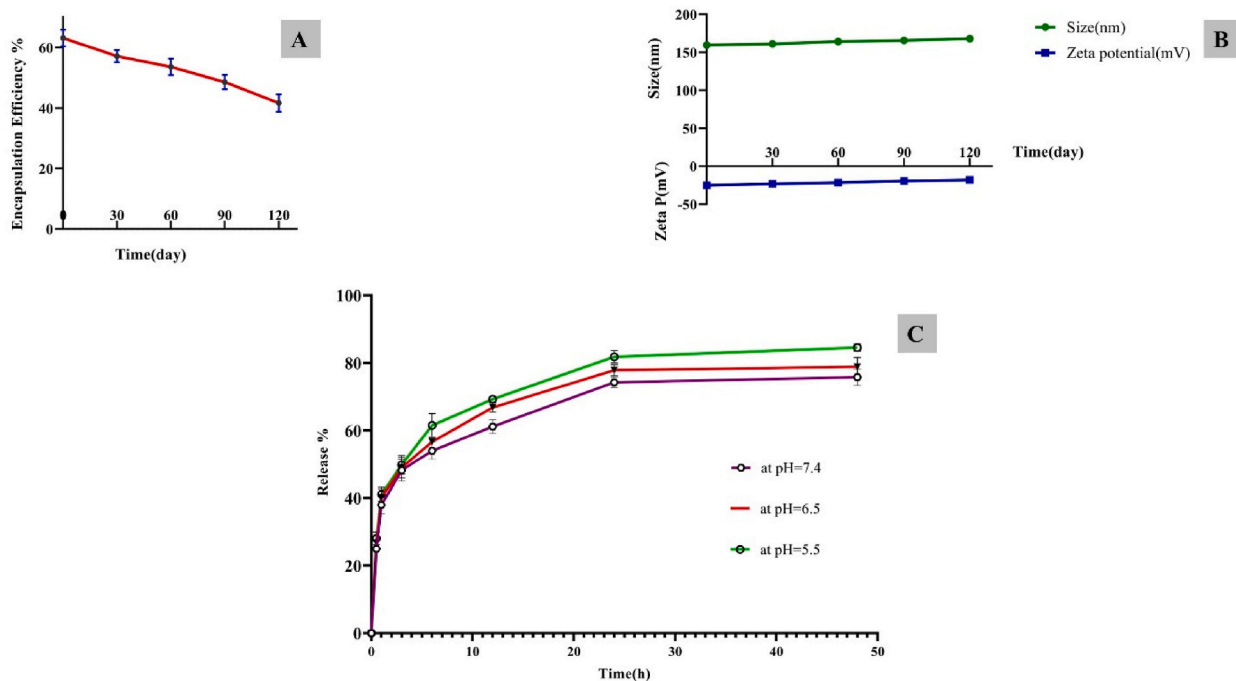 A
Encapsulation Efficiency %
60
40
20
0
0 30 60 90 120
Time(day)
B
Size(nm)
Zeta potential(mV)
Size(nm)
Zeta P(mV)
200
150
100
50
0
-50
30 60 90 120
Time(day)
C
Release %
100
80
60
40
20
0
0 10 20 30 40 50
Time(h)
at pH=7.4
at pH=6.5
at pH=5.5